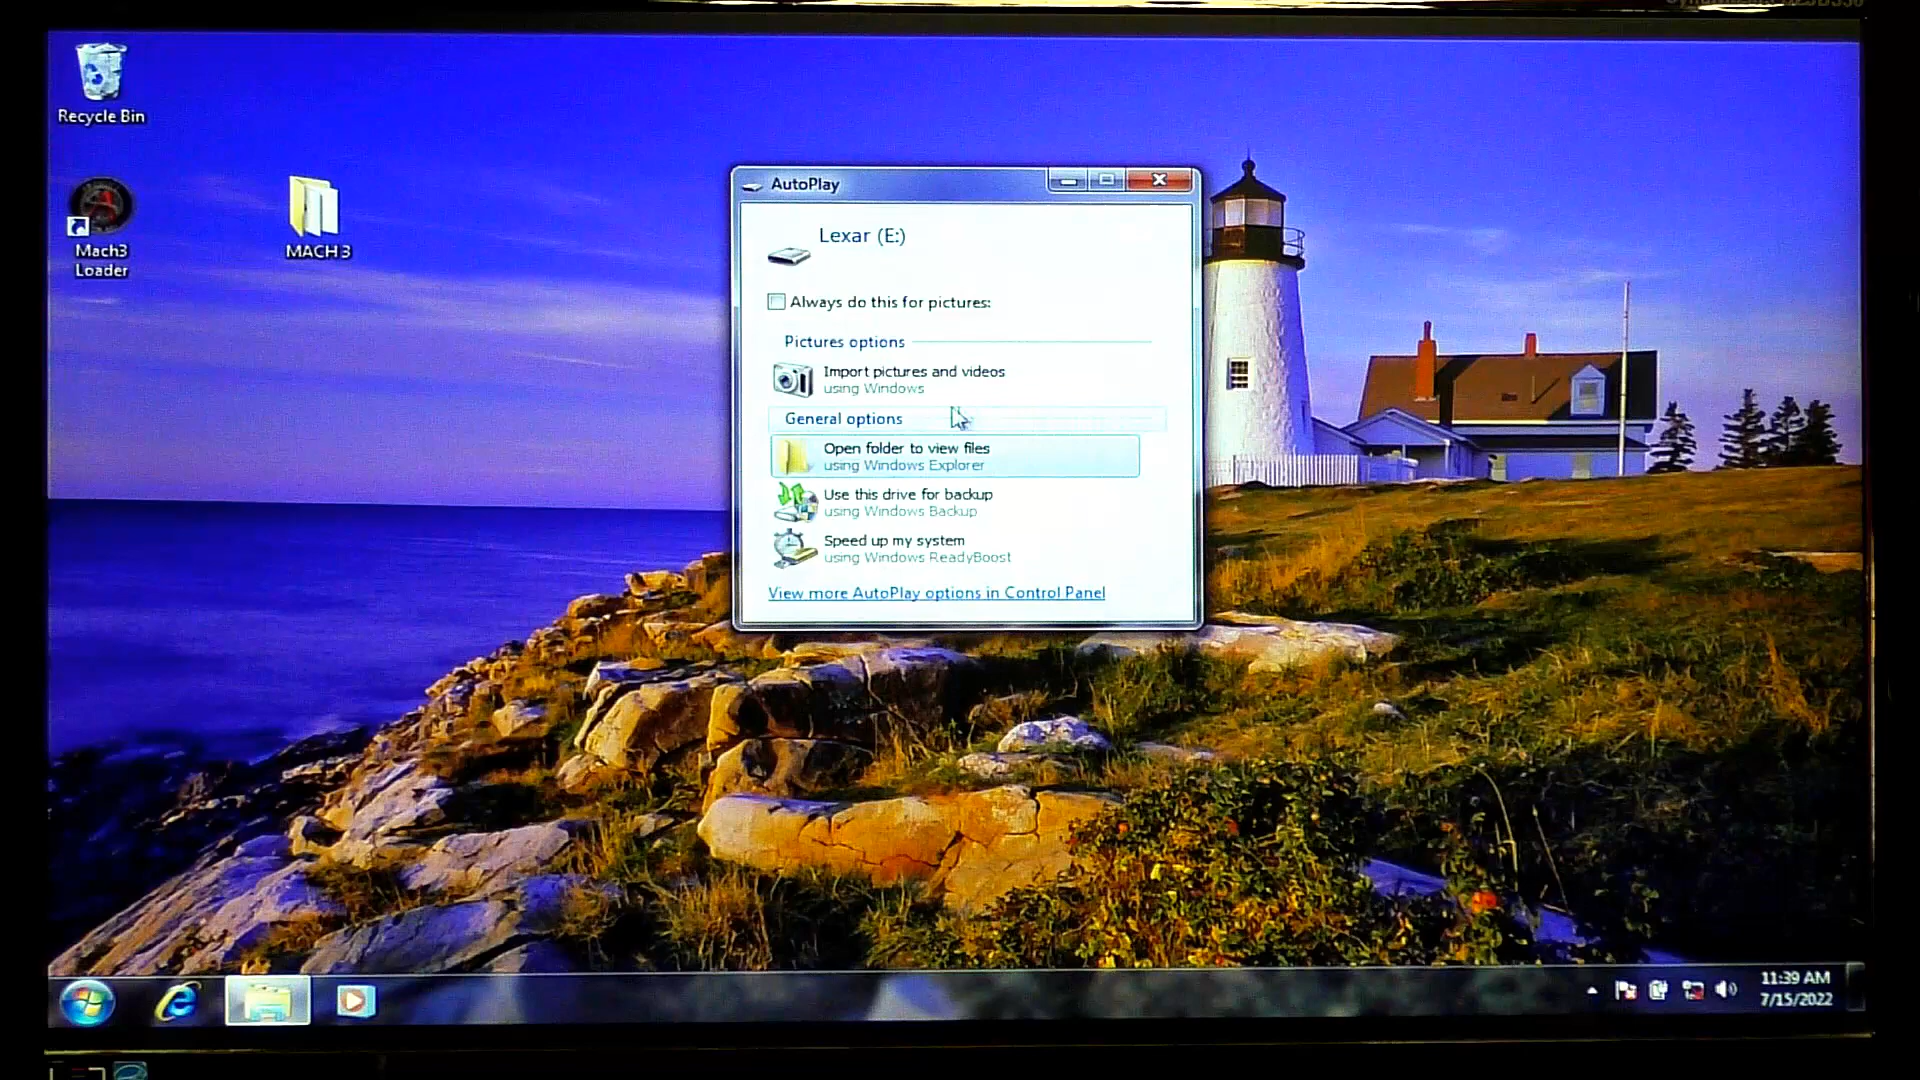 Recycle Bin
Mach3
Loader
MACH 3
AutoPlay
Lexar (E:)
Always do this for pictures:
Pictures options
Import pictures and videos
using Windows
General options
Open folder to view files
using Windows Explorer
Use this drive for backup
using Windows Backup
Speed up my system
using Windows ReadyBoost
View more AutoPlay options in Control Panel
11:39 AM
7/15/2022